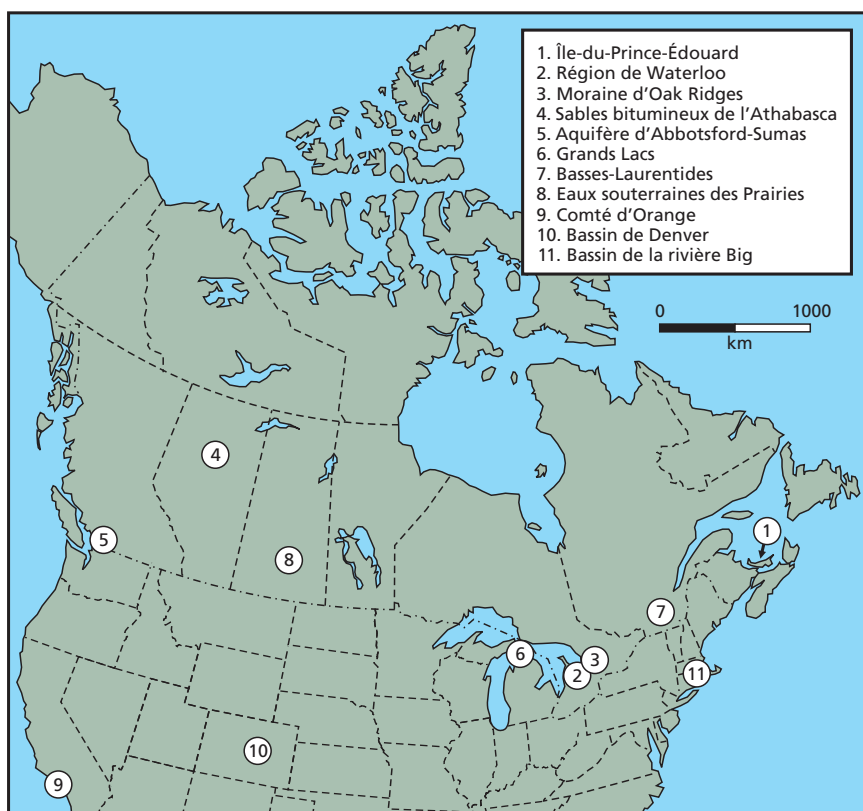 1. Île-du-Prince-Édouard
2. Région de Waterloo
3. Moraine d'Oak Ridges
4. Sables bitumineux de l'Athabasca
5. Aquifère d'Abbotsford-Sumas
6. Grands Lacs
7. Basses-Laurentides
8. Eaux souterraines des Prairies
9. Comté d'Orange
10. Bassin de Denver
11. Bassin de la rivière Big
0 1000
km
4
1
5
8
7
6
3
2
11
10
9